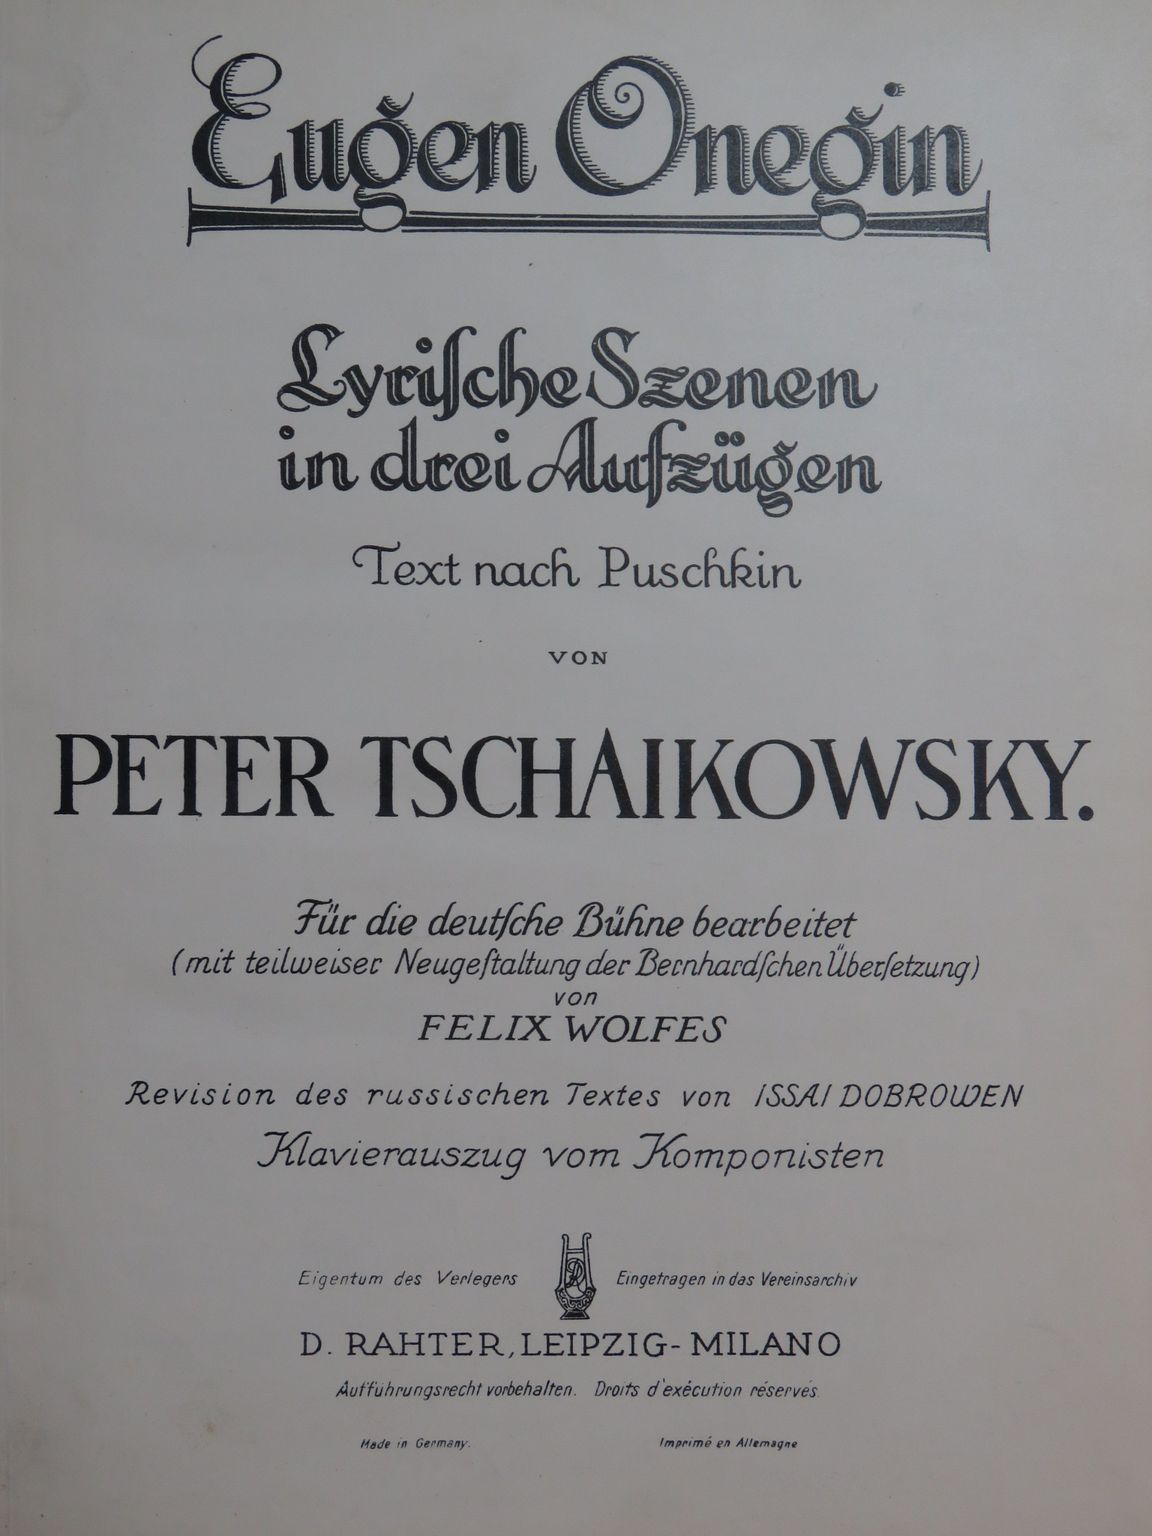 Eugen Onegin
Lyriſche Szenen
in drei Aufzügen
Text nach Puschkin
VON
PETER TSCHAIKOWSKY.
Für die deutſche Bühne bearbeitet
(mit teilweiser Neugeſtaltung der Bernhardſchen Überſetzung)
von
FELIX WOLFES
Revision des russischen Textes von ISSAI DOBROWEN
Klavierauszug vom Komponisten
Eigentum des Verlegers Eingetragen in das Vereinsarchiv
D. RAHTER, LEIPZIG - MILANO
Aufführungsrecht vorbehalten. Droits d'exécution réservés.
Made in Germany. Imprimé en Allemagne